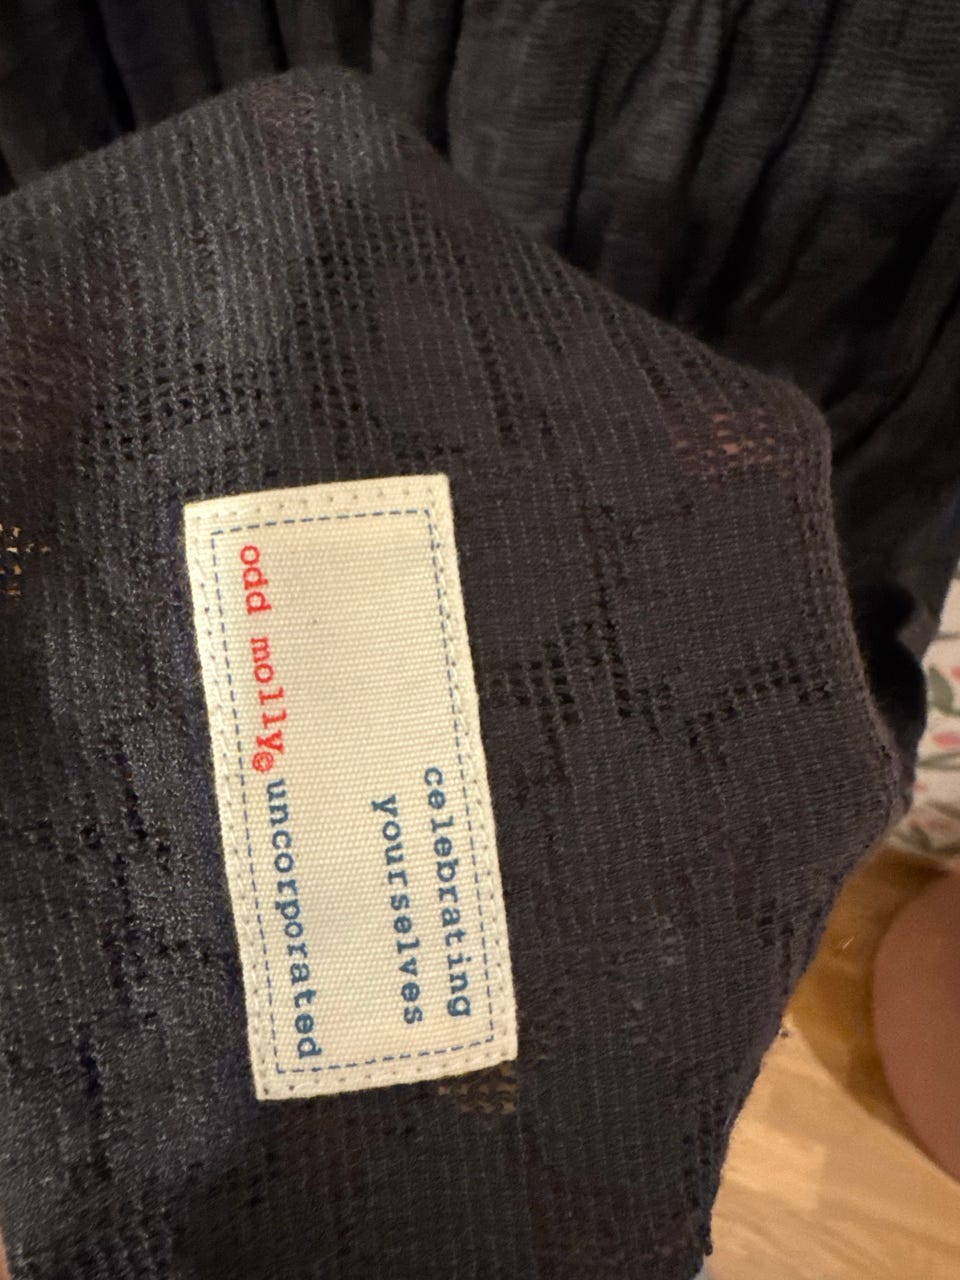 celebrating
yourselves
odd molly© uncorporated